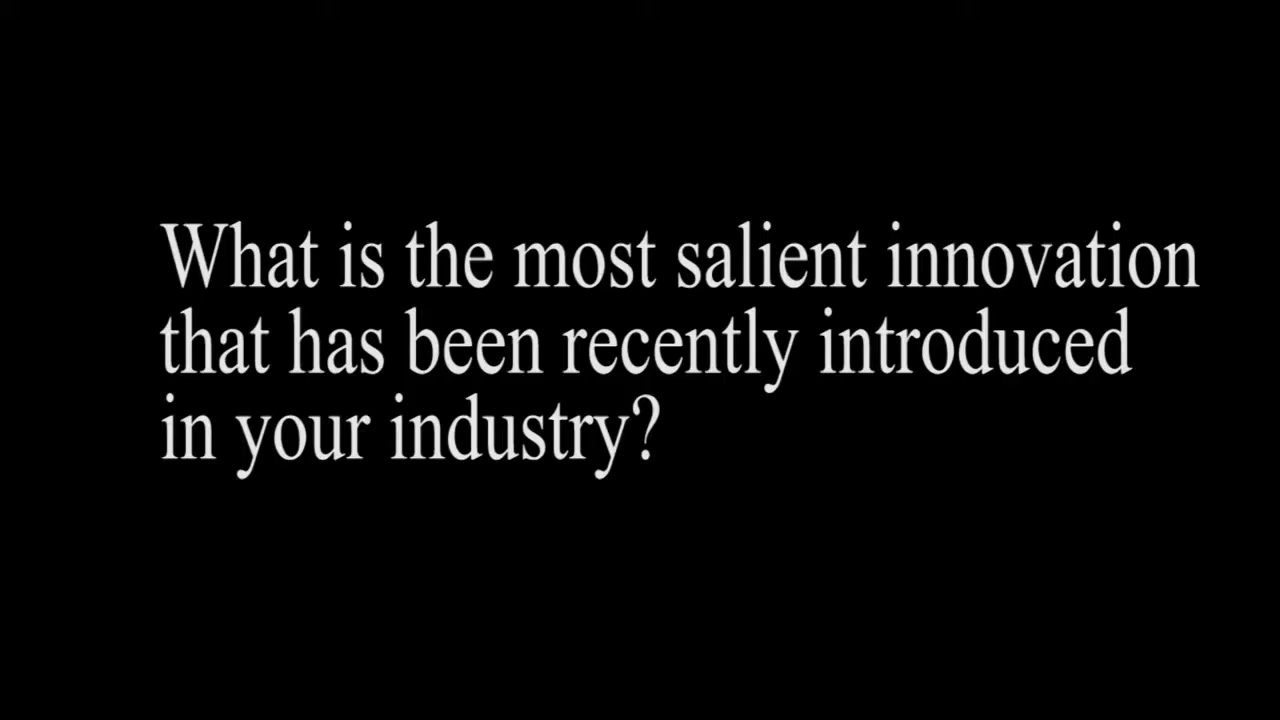 What is the most salient innovation
that has been recently introduced
in your industry?